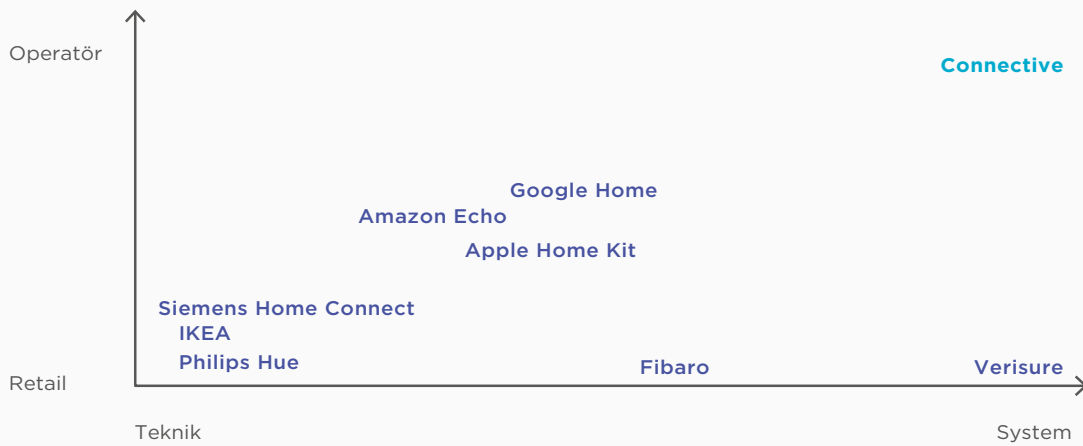 Operatör
Connective
Google Home
Amazon Echo
Apple Home Kit
Siemens Home Connect
IKEA
Philips Hue
Fibaro
Verisure
Retail
Teknik
System